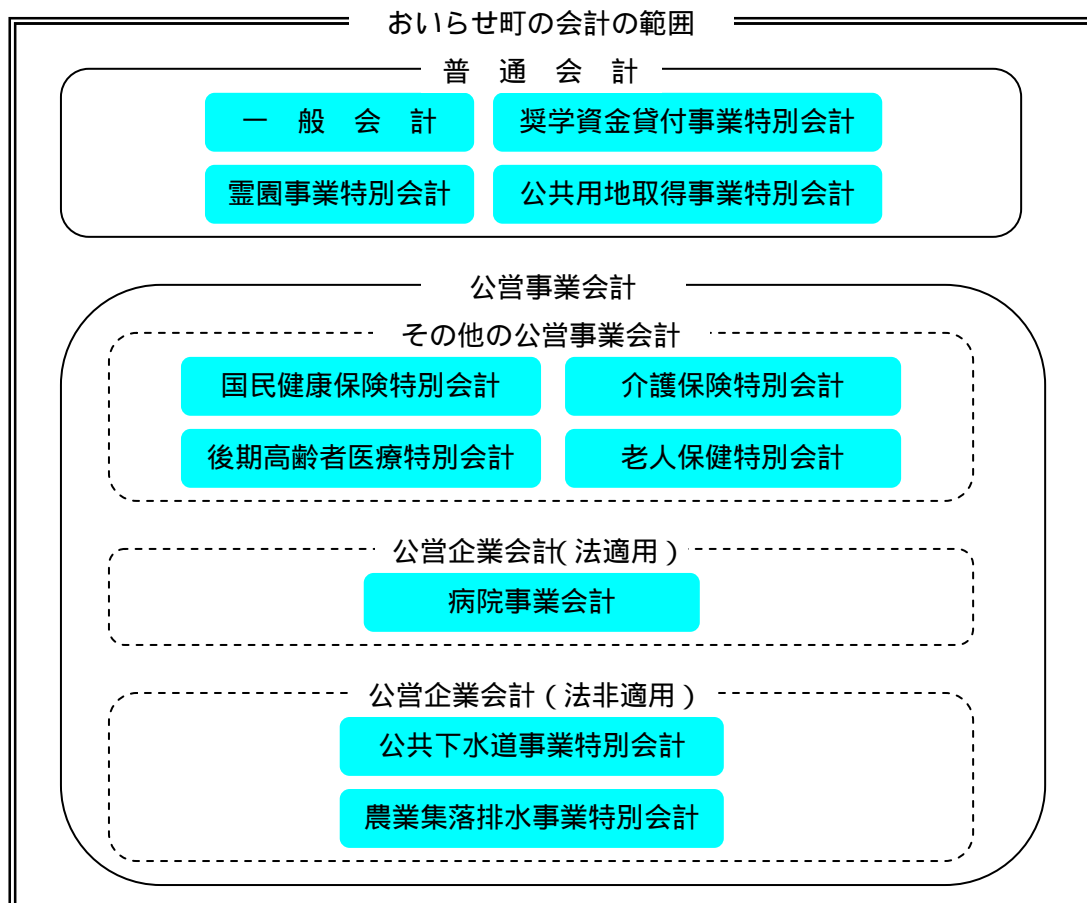 おいらせ町の会計の範囲
普　通　会　計
一　般　会　計　奨学資金貸付事業特別会計
霊園事業特別会計　公共用地取得事業特別会計
公営事業会計
その他の公営事業会計
国民健康保険特別会計　介護保険特別会計
後期高齢者医療特別会計　老人保健特別会計
公営企業会計(法適用)
病院事業会計
公営企業会計(法非適用)
公共下水道事業特別会計
農業集落排水事業特別会計